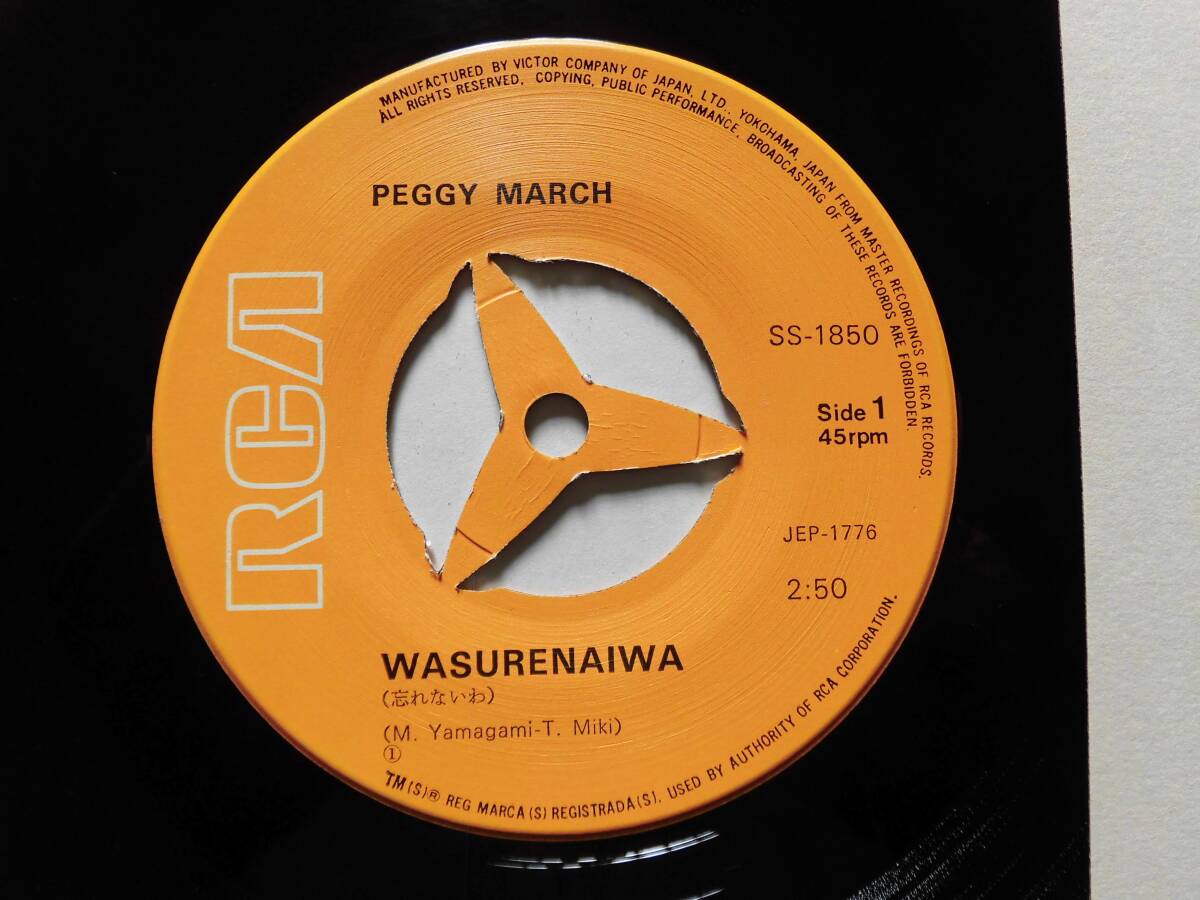 MANUFACTURED BY VICTOR COMPANY OF JAPAN, LTD., YOKOHAMA, JAPAN FROM MASTER RECORDINGS OF RCA RECORDS.
ALL RIGHTS RESERVED, COPYING, PUBLIC PERFORMANCE, BROADCASTING OF THESE RECORDS ARE FORBIDDEN.
PEGGY MARCH
RCA
SS-1850
Side 1
45rpm
JEP-1776
2:50
WASURENAIWA
(忘れないわ)
(M. Yamagami-T. Miki)
①
TM(S)® REG MARCA(S) REGISTRADA(S). USED BY AUTHORITY OF RCA CORPORATION.